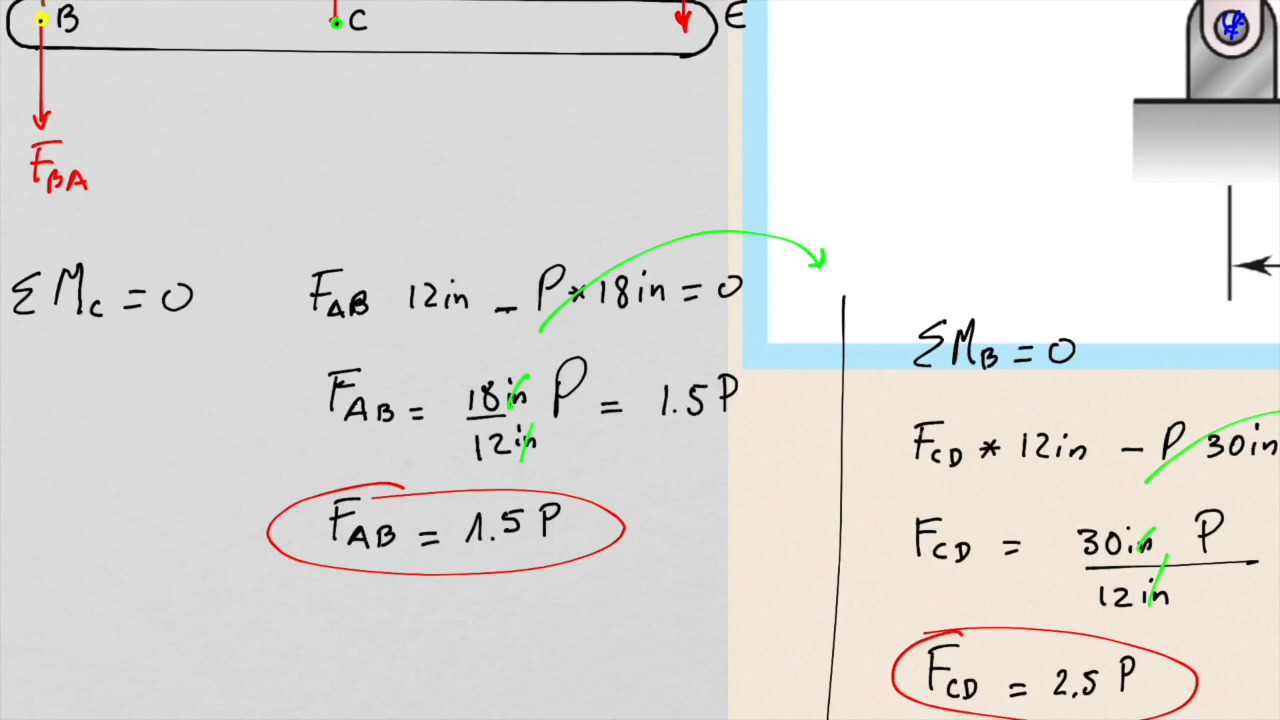 B C E
F_BA
ΣM_C = 0 F_AB 12in - P * 18in = 0
F_AB = 18in/12in P = 1.5P
F_AB = 1.5 P
ΣM_B = 0
F_CD * 12in - P 30in
F_CD = 30in/12in P
F_CD = 2.5 P